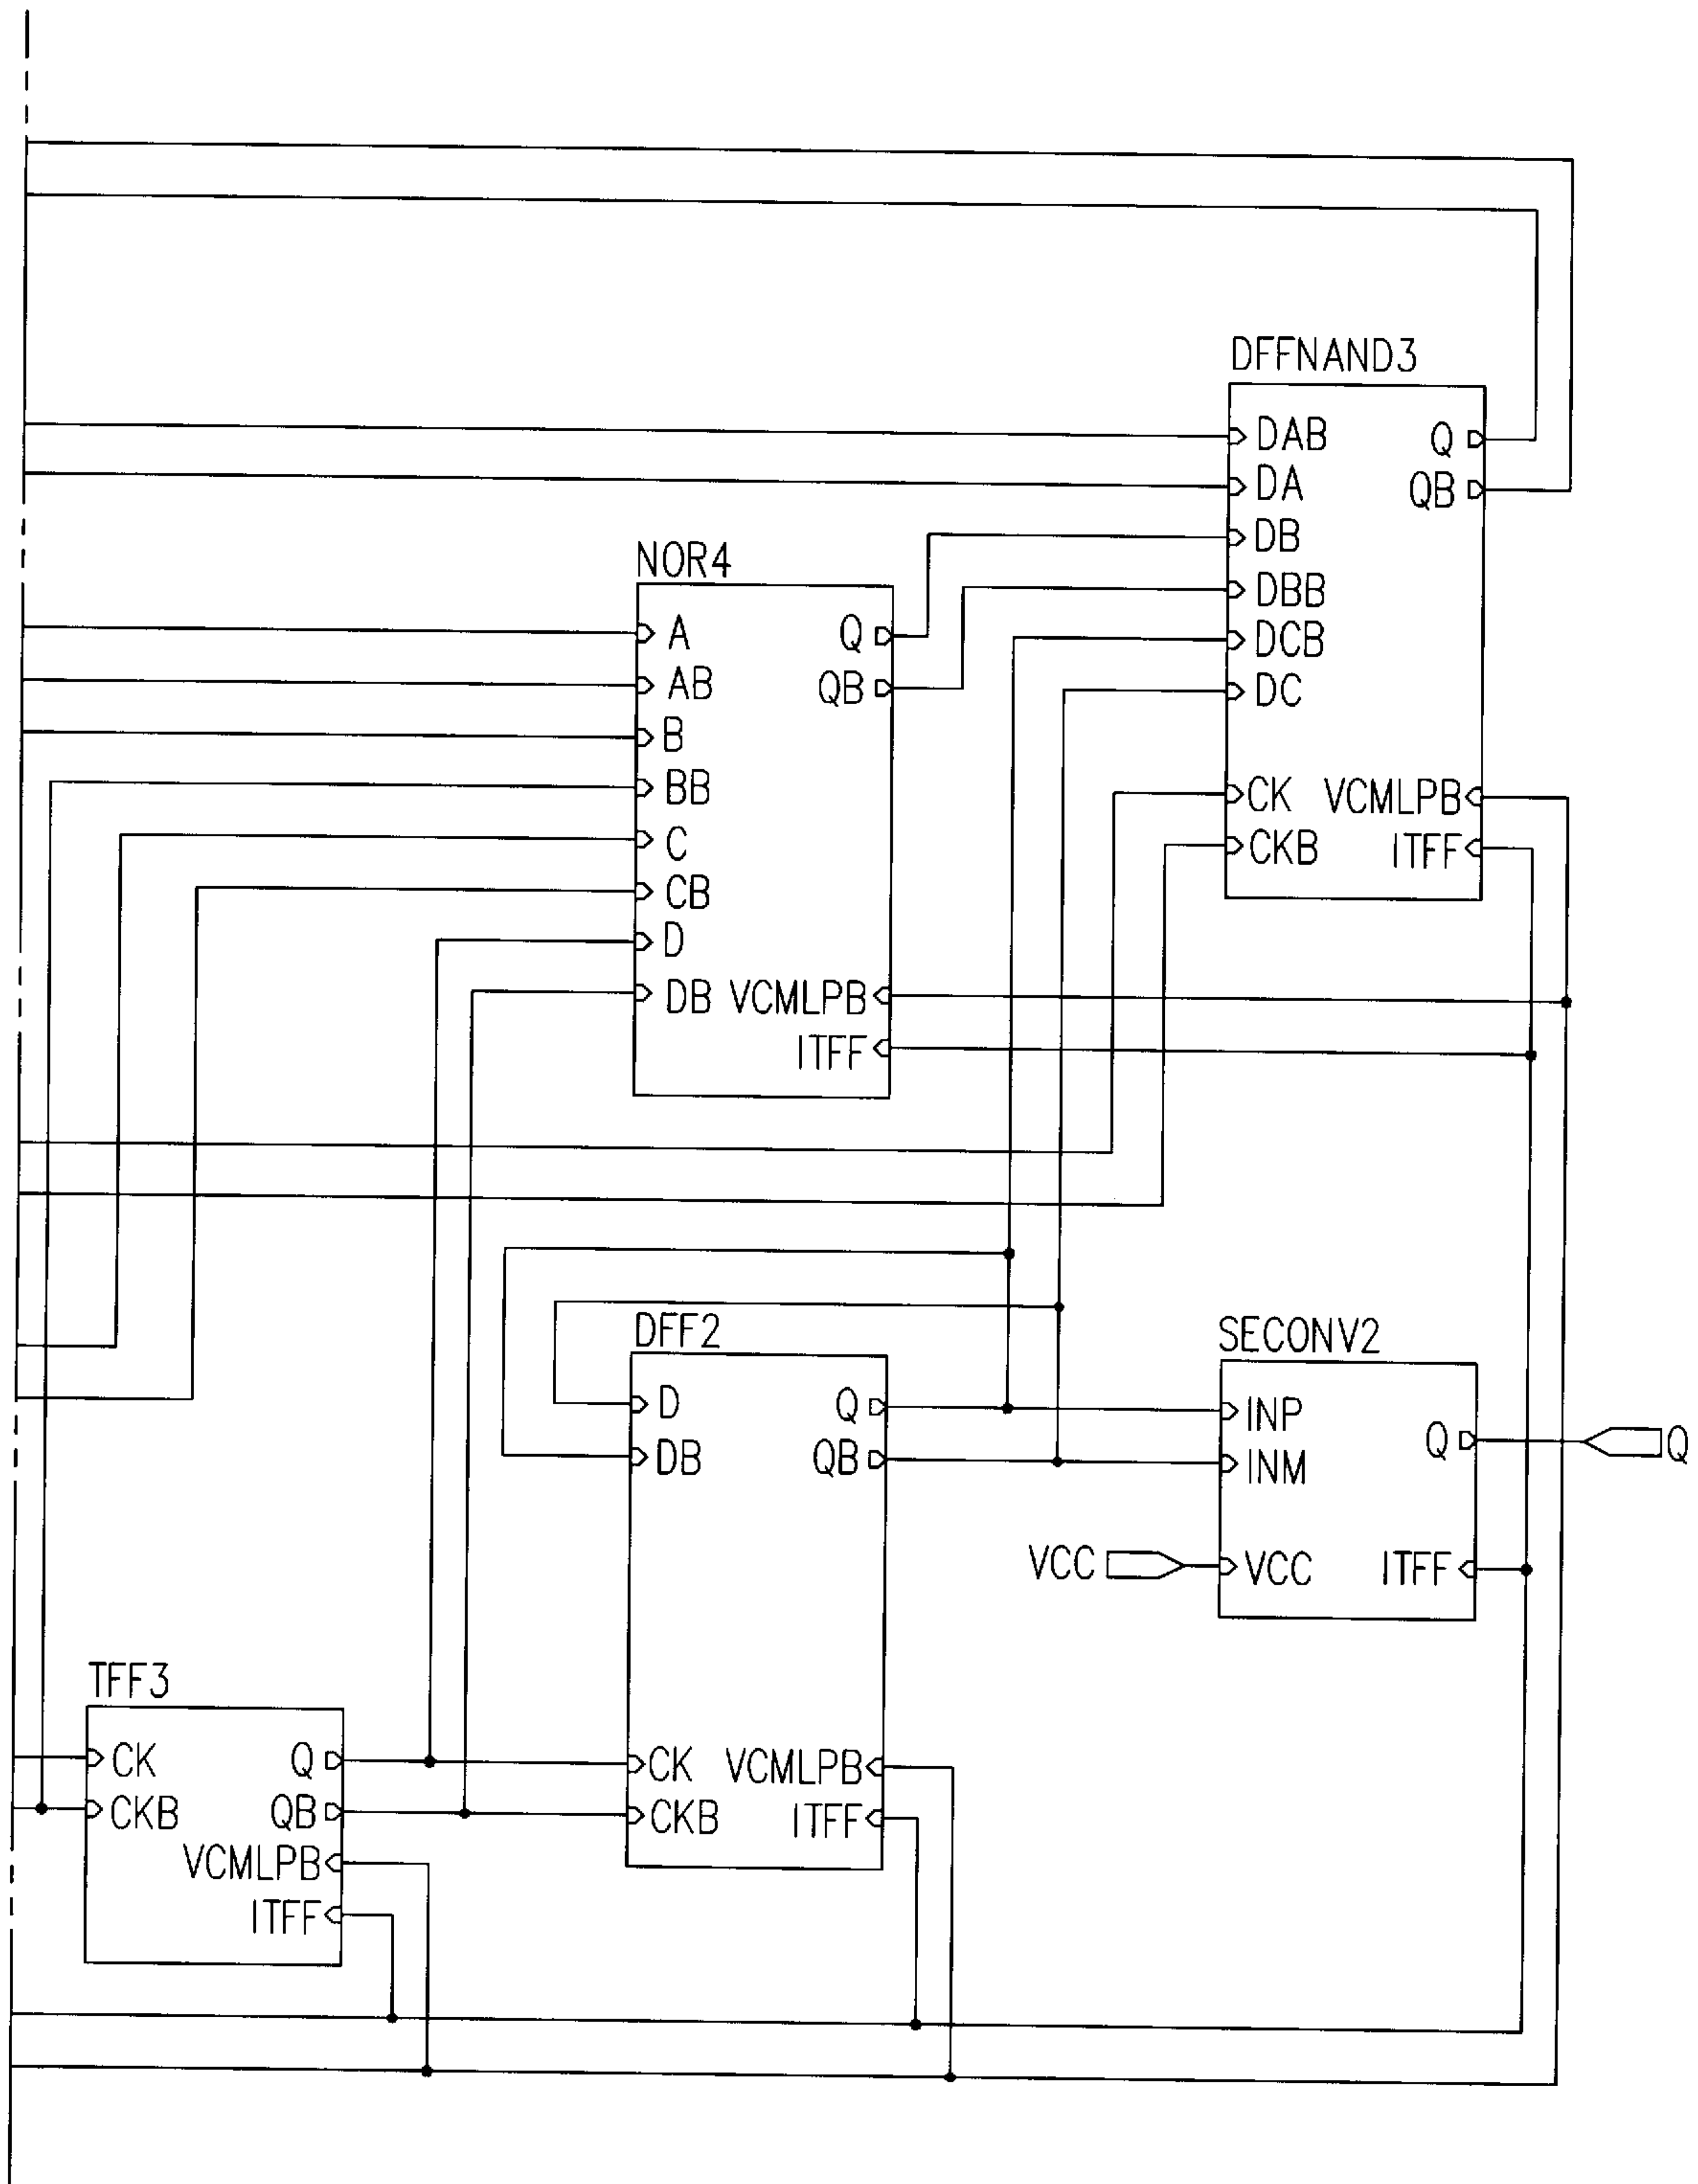 DFFNAND3
DAB Q
DA QB
DB
DBB
DCB
DC
CK VCMLPB
CKB ITFF
NOR4
A Q
AB QB
B
BB
C
CB
D
DB VCMLPB
ITFF
DFF2
D Q
DB QB
CK VCMLPB
CKB ITFF
SECONV2
INP
Q
INM
VCC ITFF
VCC
Q
TFF3
CK Q
CKB QB
VCMLPB
ITFF